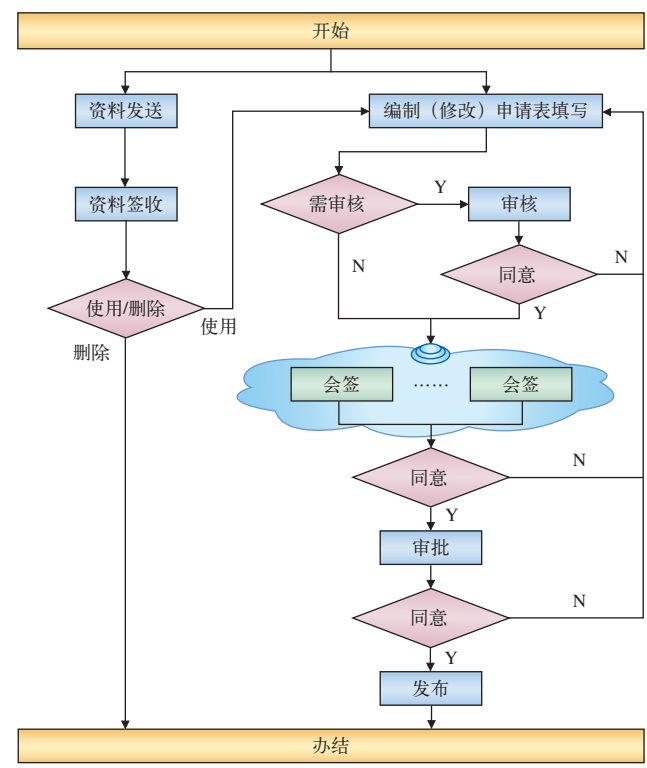 开始
资料发送
编制（修改）申请表填写
资料签收
需审核
Y
审核
N
同意
N
使用/删除
使用
Y
删除
会签
……
会签
同意
N
Y
审批
同意
N
Y
发布
办结